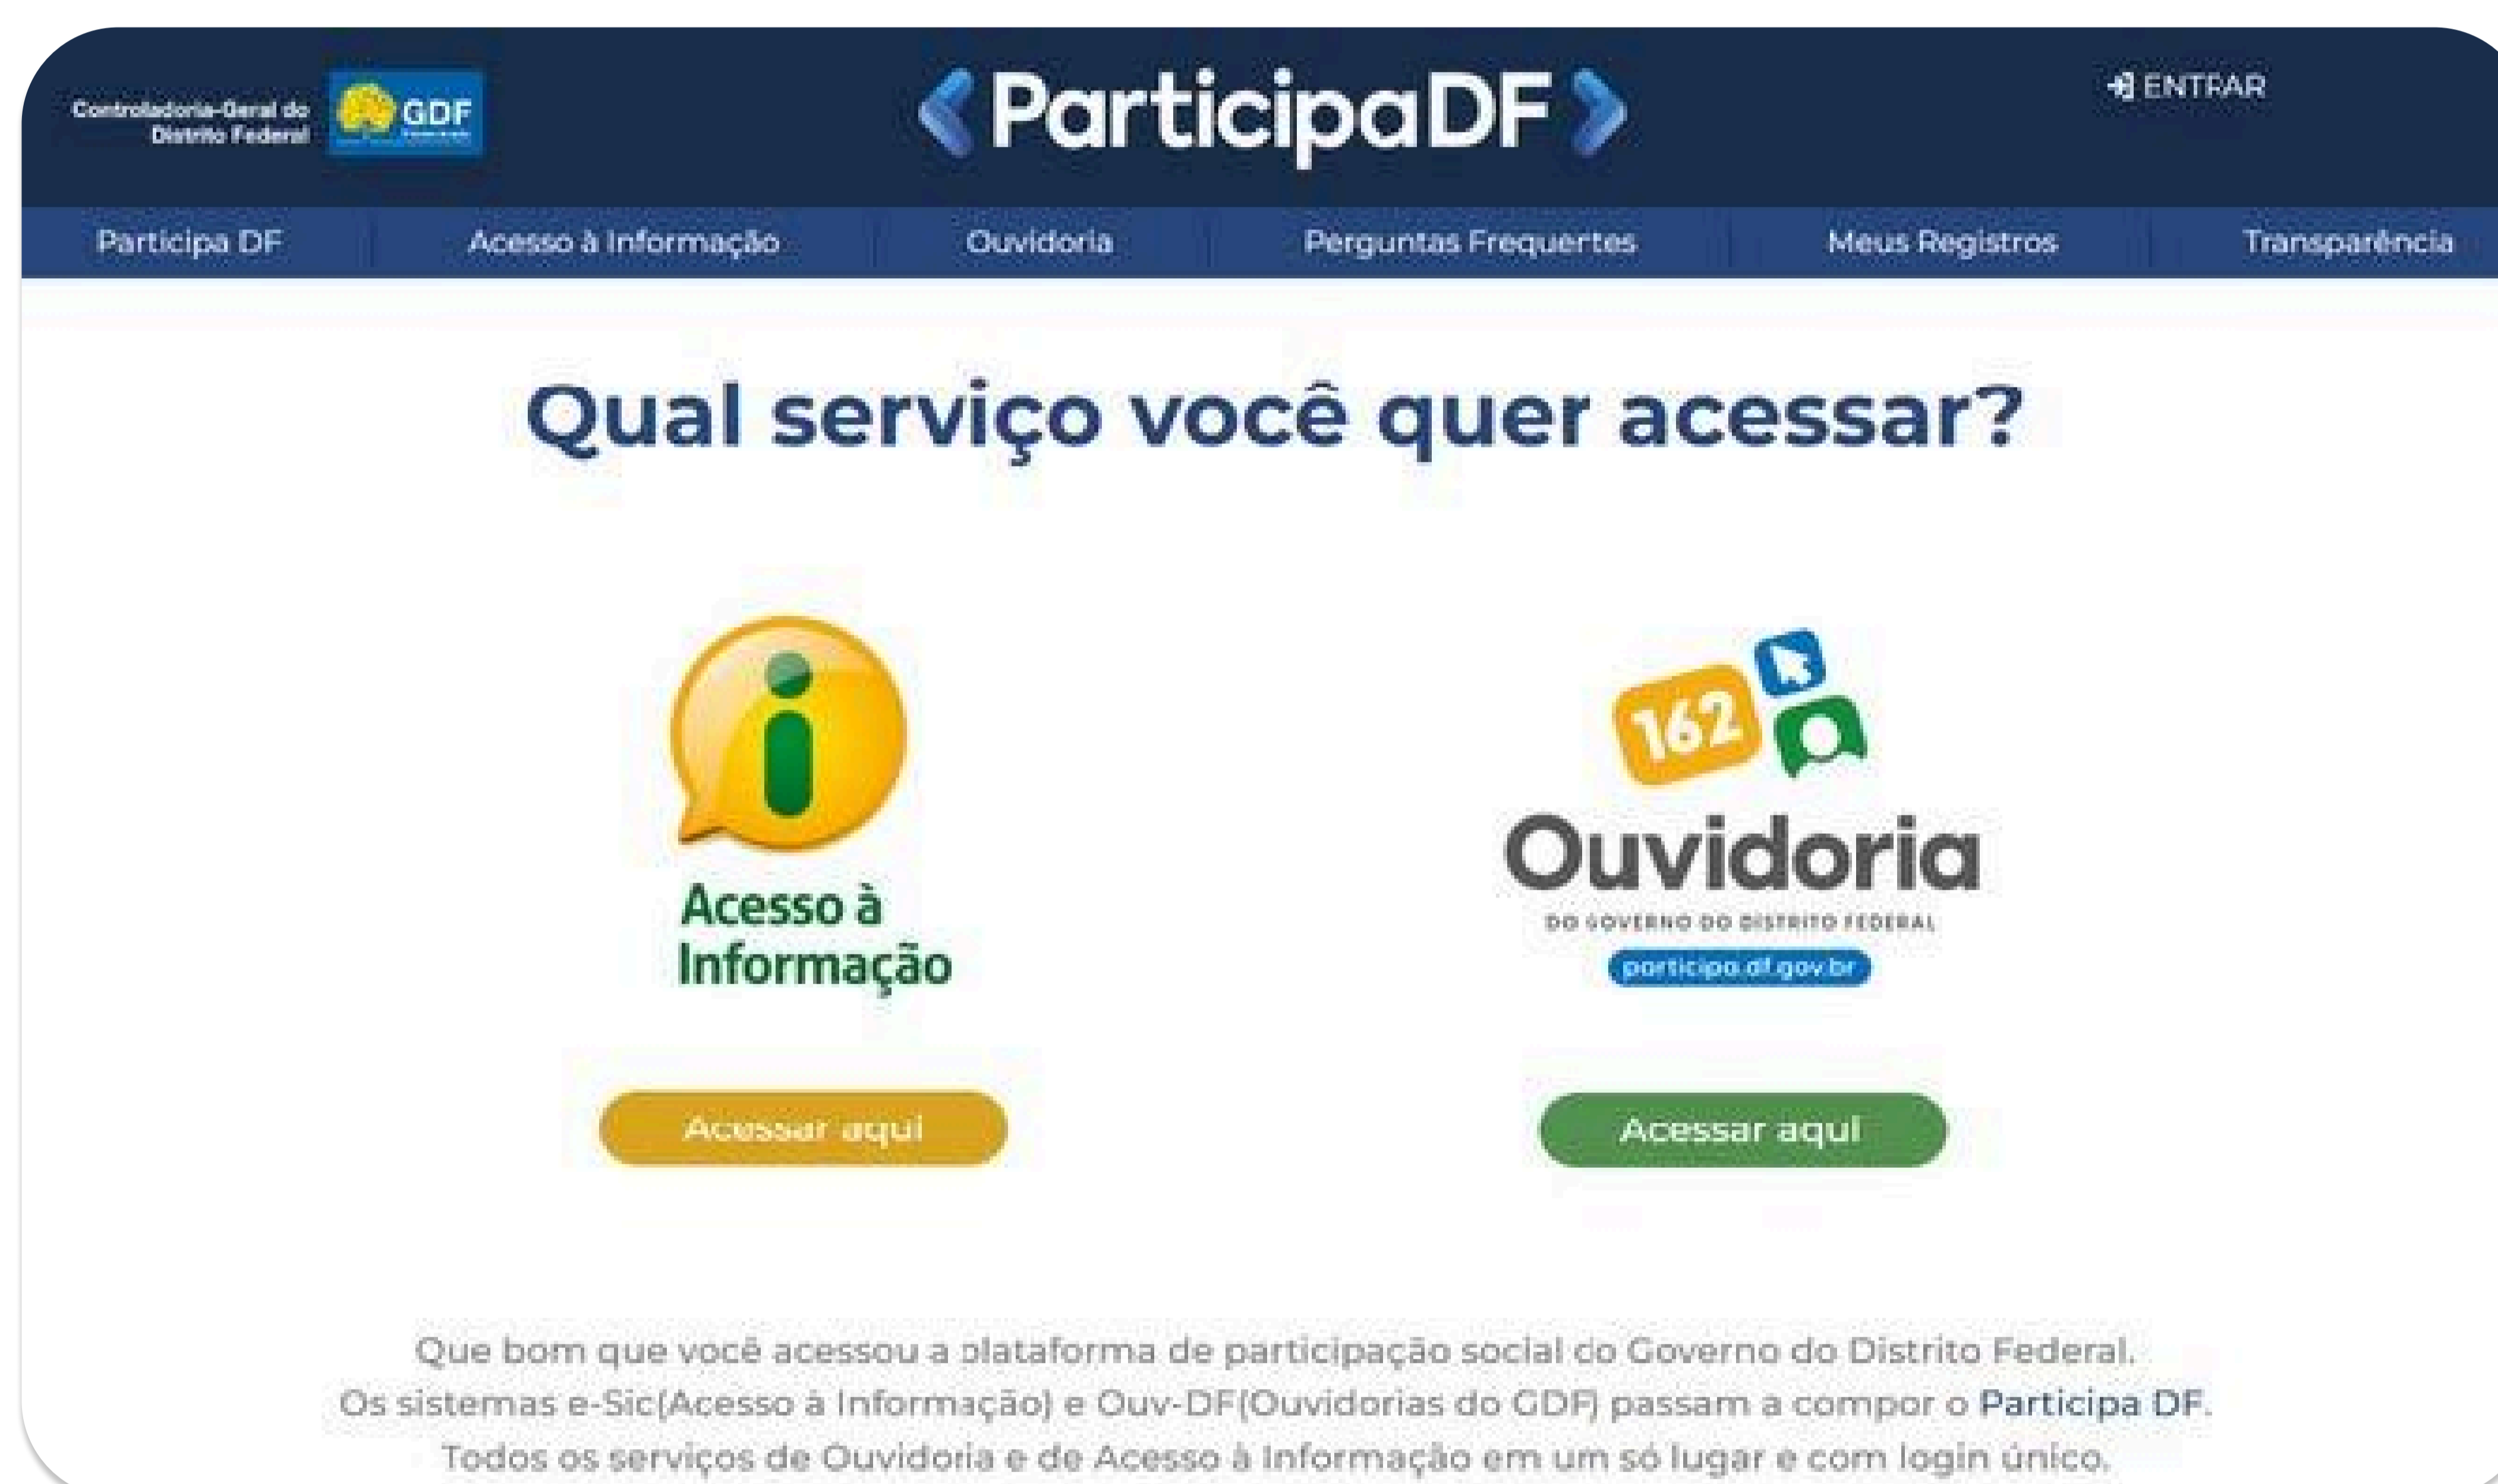 Controladoria-Geral do
Distrito Federal
GDF
ParticipaDF
ENTRAR
Participa DF
Acesso à Informação
Ouvidoria
Perguntas Frequertes
Meus Registros
Transparência
Qual serviço você quer acessar?
Acesso à
Informação
162
Ouvidoria
DO GOVERNO DO DISTRITO FEDERAL
participa.df.gov.br
Acessar aqui
Acessar aqui
Que bom que você acessou a plataforma de participação social do Governo do Distrito Federal.
Os sistemas e-Sic(Acesso à Informação) e Ouv-DF(Ouvidorias do GDF) passam a compor o Participa DF.
Todos os serviços de Ouvidoria e de Acesso à Informação em um só lugar e com login único.